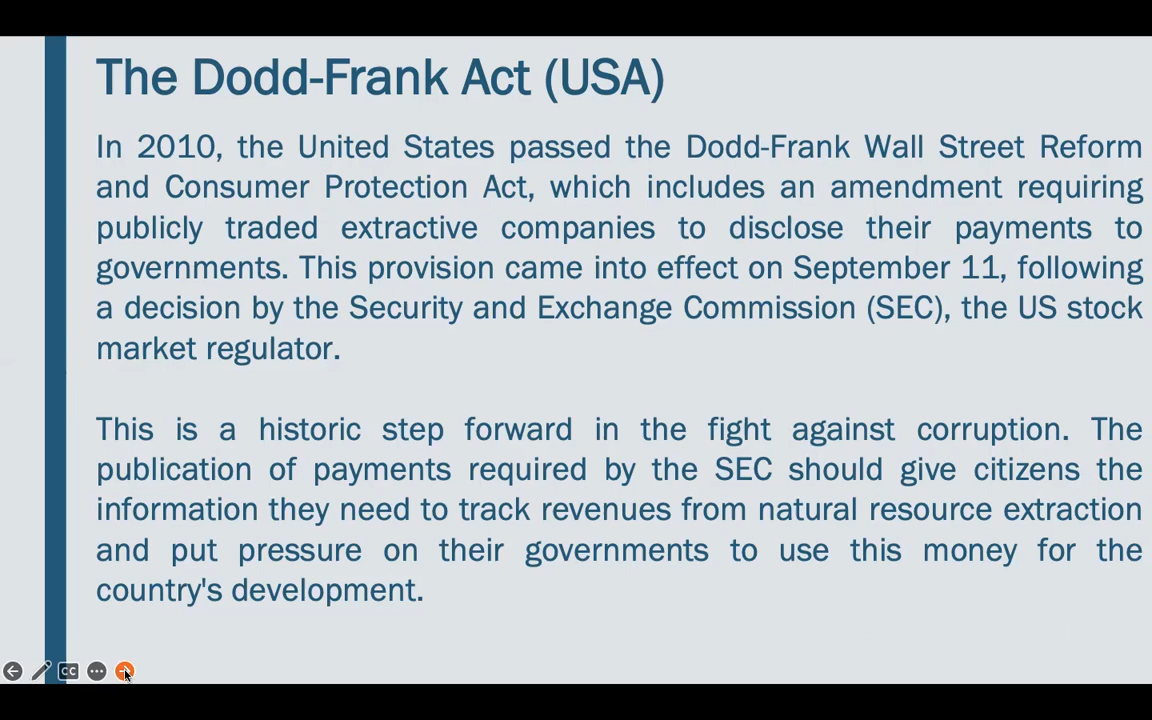 The Dodd-Frank Act (USA)
In 2010, the United States passed the Dodd-Frank Wall Street Reform
and Consumer Protection Act, which includes an amendment requiring
publicly traded extractive companies to disclose their payments to
governments. This provision came into effect on September 11, following
a decision by the Security and Exchange Commission (SEC), the US stock
market regulator.
This is a historic step forward in the fight against corruption. The
publication of payments required by the SEC should give citizens the
information they need to track revenues from natural resource extraction
and put pressure on their governments to use this money for the
country's development.
CC